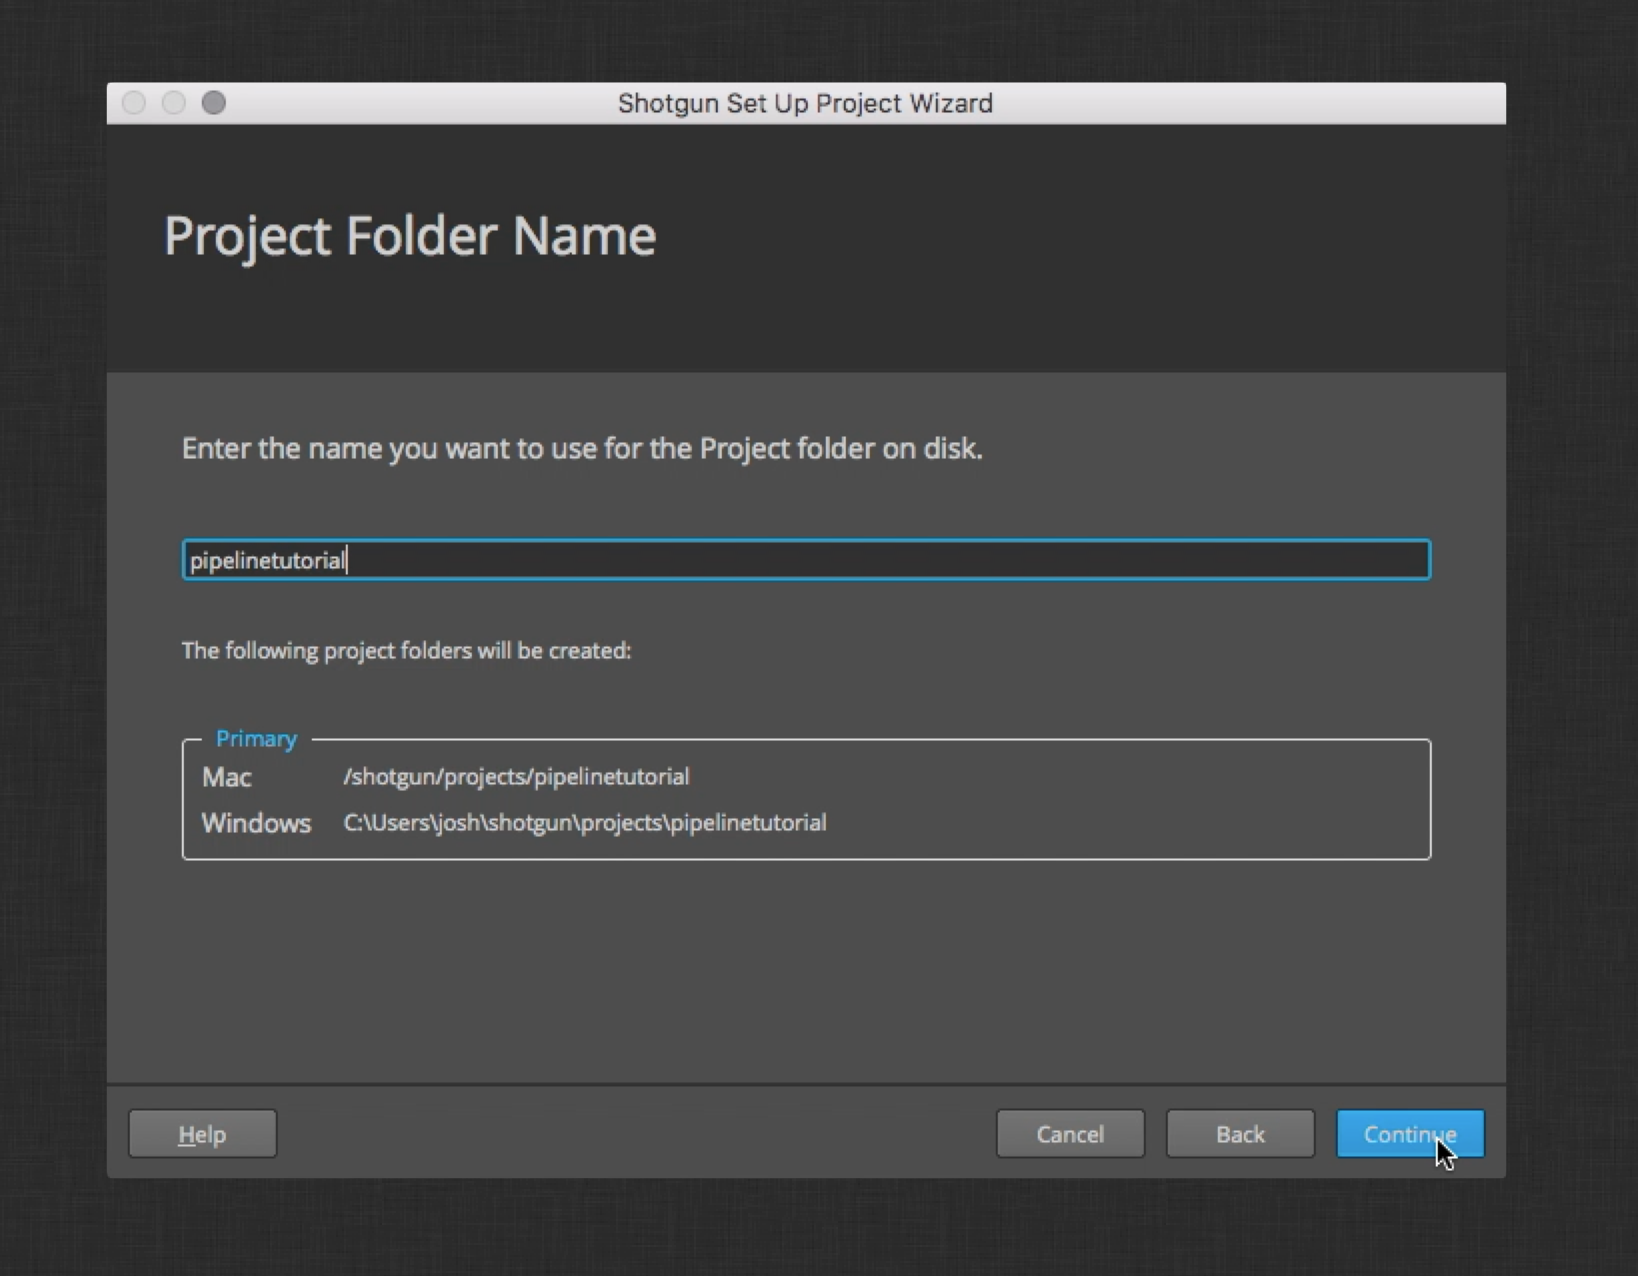 Shotgun Set Up Project Wizard
Project Folder Name
Enter the name you want to use for the Project folder on disk.
pipelinetutorial
The following project folders will be created:
Primary
Mac /shotgun/projects/pipelinetutorial
Windows C:\Users\josh\shotgun\projects\pipelinetutorial
Help Cancel Back Continue